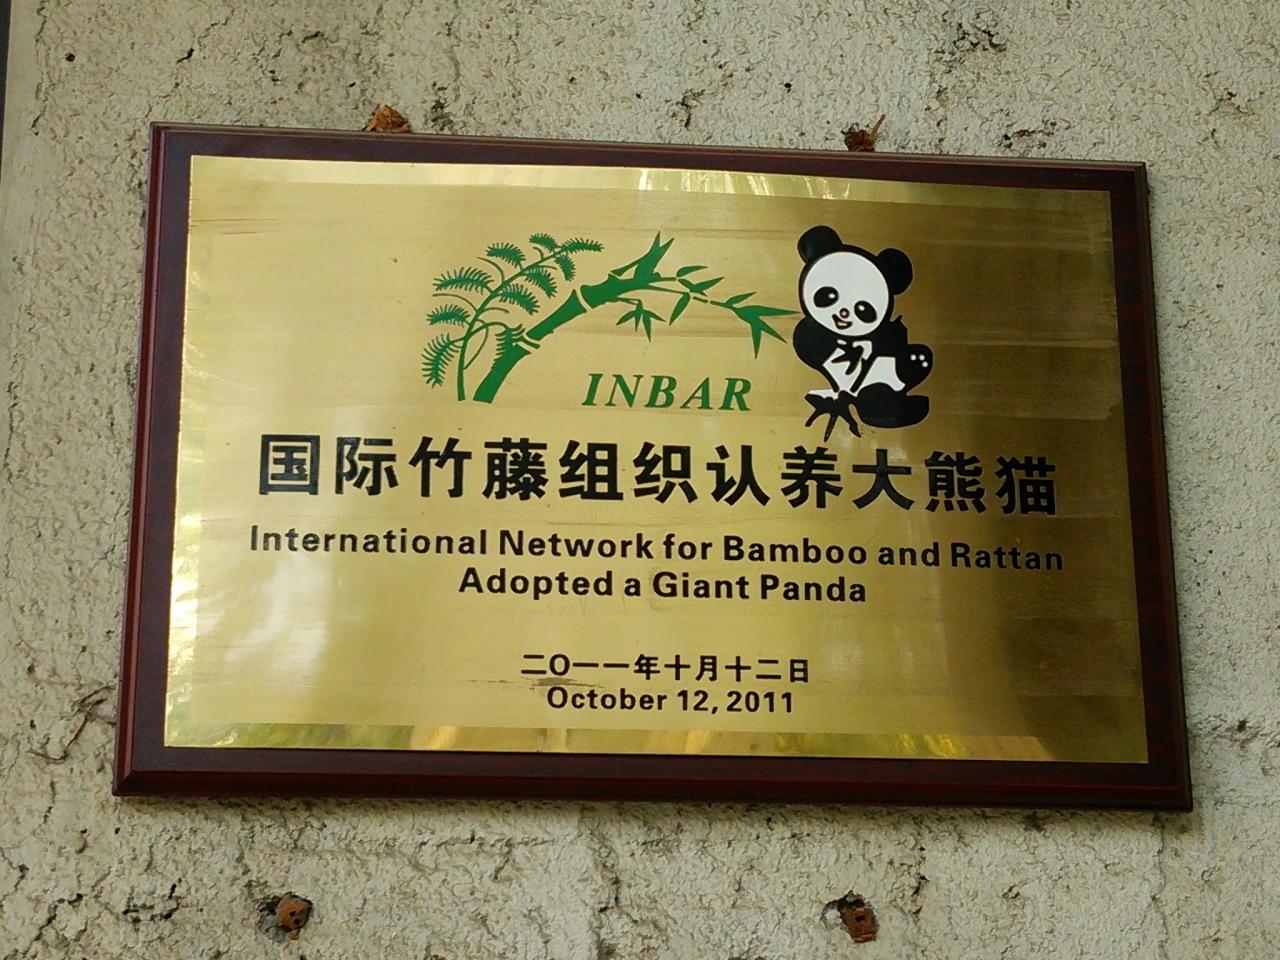 INBAR
国际竹藤组织认养大熊猫
International Network for Bamboo and Rattan
Adopted a Giant Panda
二〇一一年十月十二日
October 12, 2011